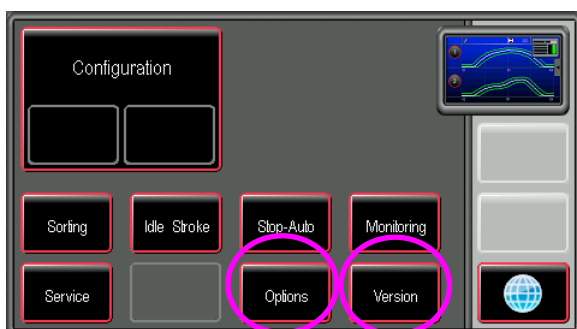 Configuration
Sorting
Idle Stroke
Stop-Auto
Monitoring
Service
Options
Version